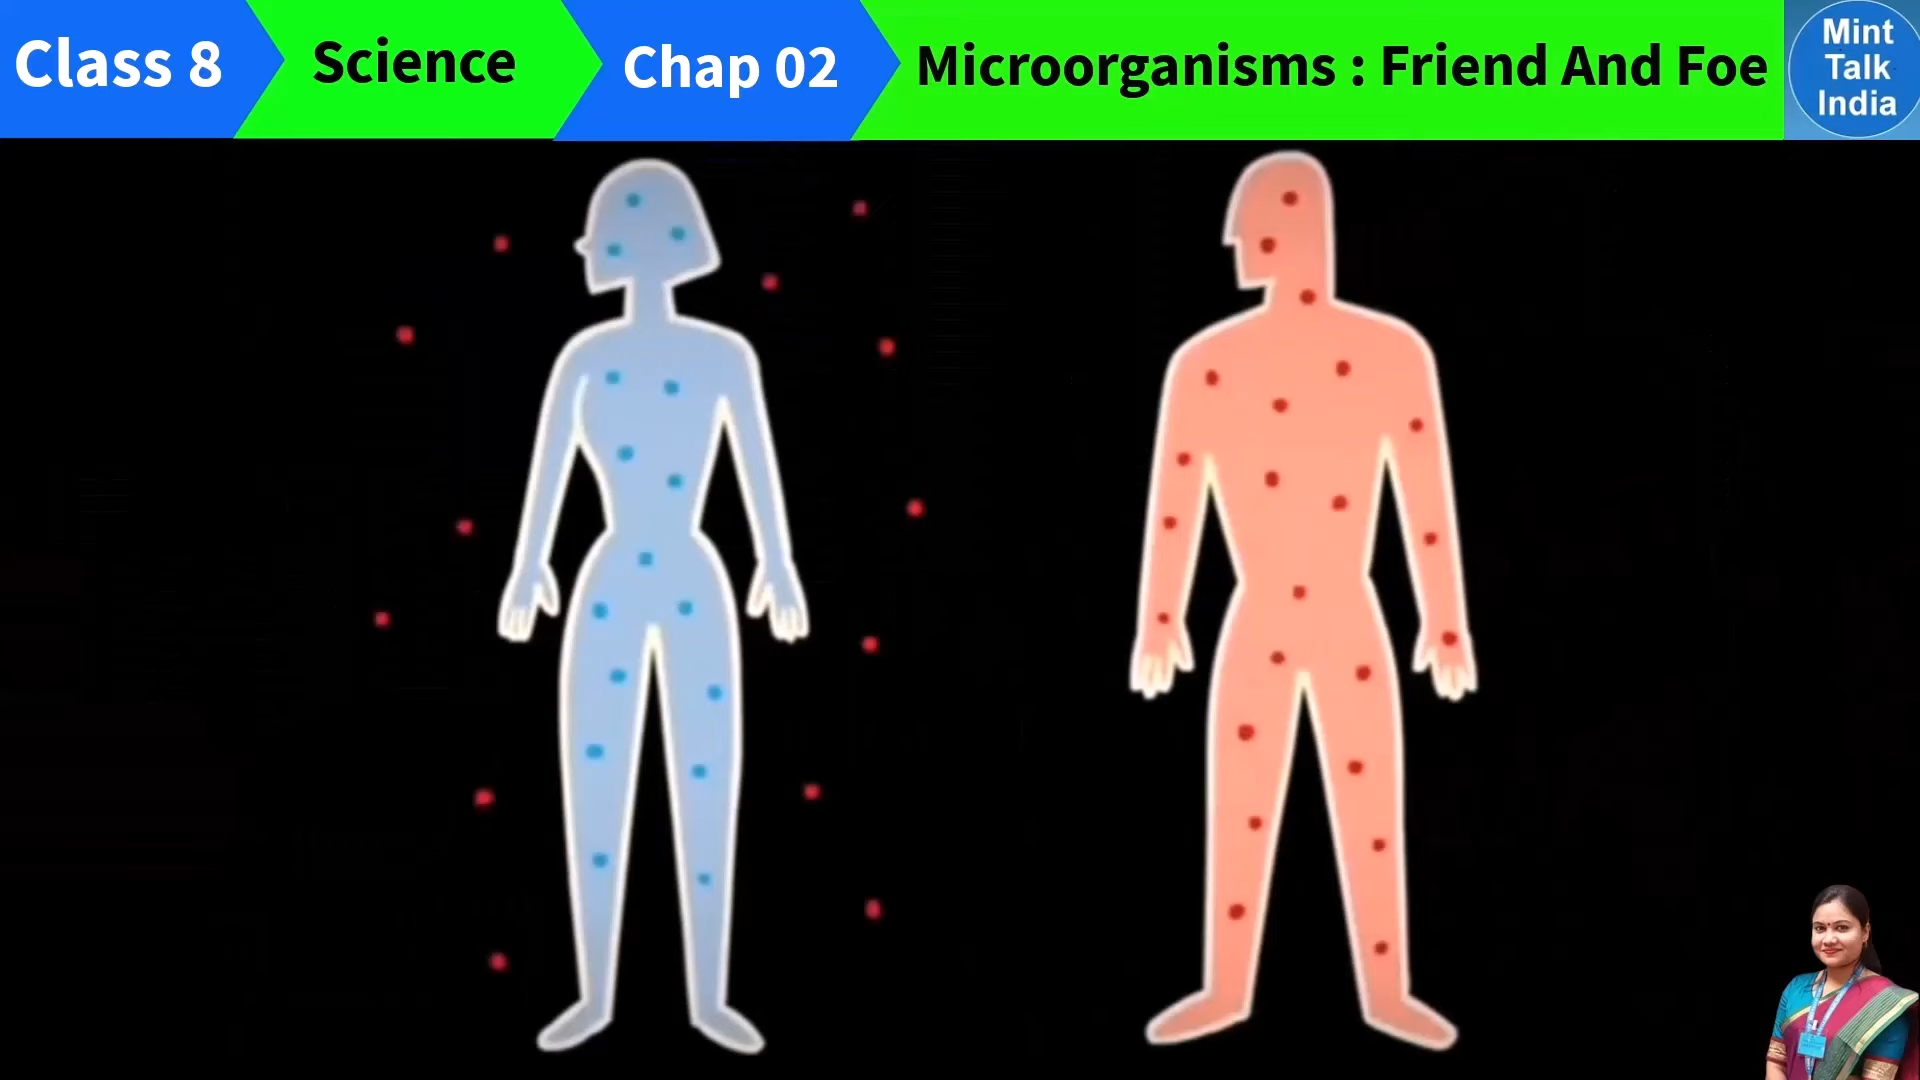 Class 8
Science
Chap 02
Microorganisms : Friend And Foe
Mint
Talk
India